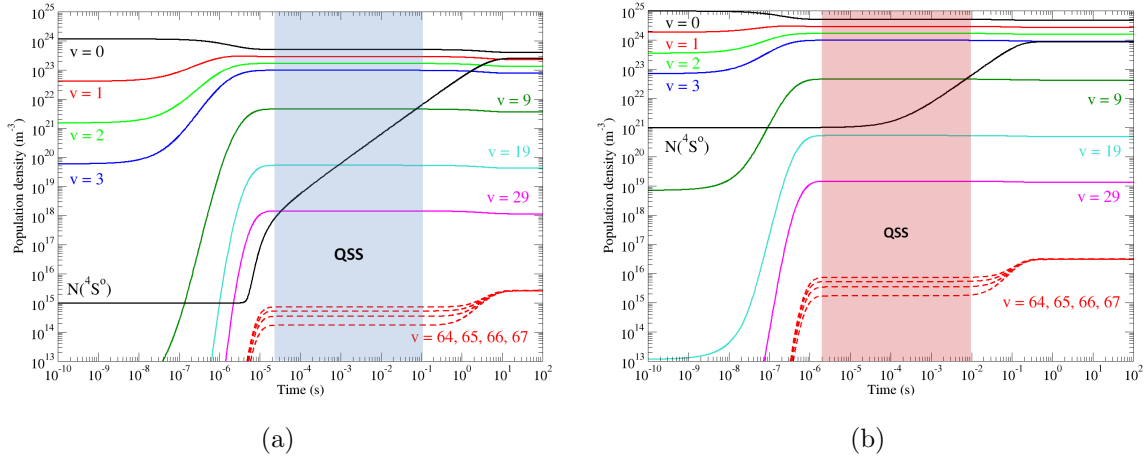 10^25
10^24
10^23
10^22
10^21
10^20
10^19
10^18
10^17
10^16
10^15
10^14
10^13
Population density (m^-3)
v = 0
v = 1
v = 2
v = 3
v = 9
v = 19
v = 29
QSS
N(^4S^o)
v = 64, 65, 66, 67
10^-10 10^-9 10^-8 10^-7 10^-6 10^-5 10^-4 10^-3 10^-2 10^-1 10^0 10^1 10^2
Time (s)
(a)
10^25
10^24
10^23
10^22
10^21
10^20
10^19
10^18
10^17
10^16
10^15
10^14
10^13
Population density (m^-3)
v = 0
v = 1
v = 2
v = 3
v = 9
N(^4S^o)
v = 19
v = 29
QSS
v = 64, 65, 66, 67
10^-10 10^-9 10^-8 10^-7 10^-6 10^-5 10^-4 10^-3 10^-2 10^-1 10^0 10^1 10^2
Time (s)
(b)